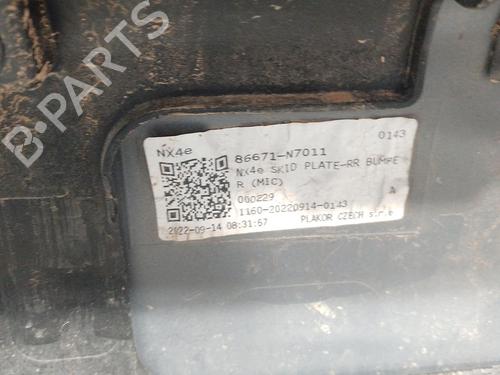 B-PARTS
NX4e
86671-N7011
0143
NX4e SKID PLATE-RR BUMPE
R (MIC)
000229
A
1160-20220914-0143
2022-09-14 08:31:57
PLAKOR CZECH s.r.o